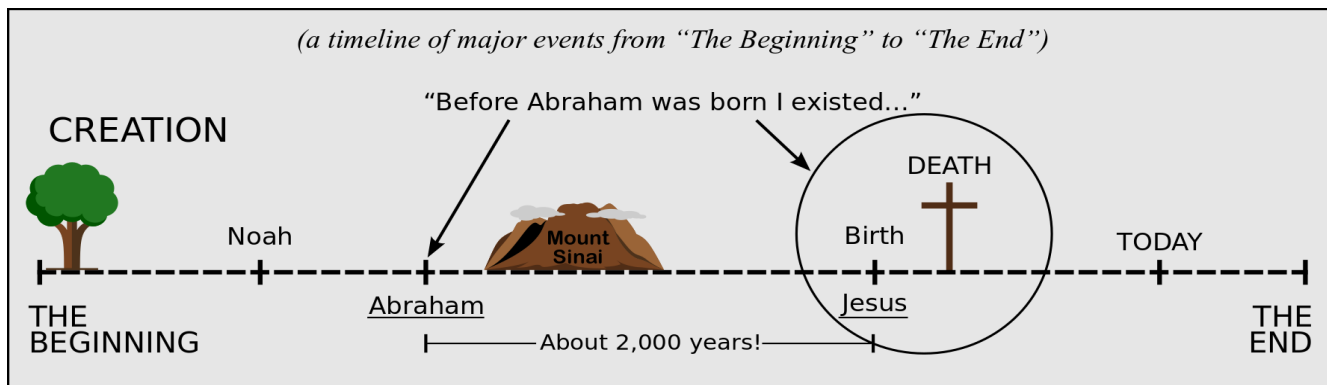 (a timeline of major events from “The Beginning” to “The End”)
“Before Abraham was born I existed...”
CREATION
DEATH
Noah
Mount
Sinai
Birth
TODAY
Abraham
Jesus
THE
BEGINNING
THE
END
About 2,000 years!